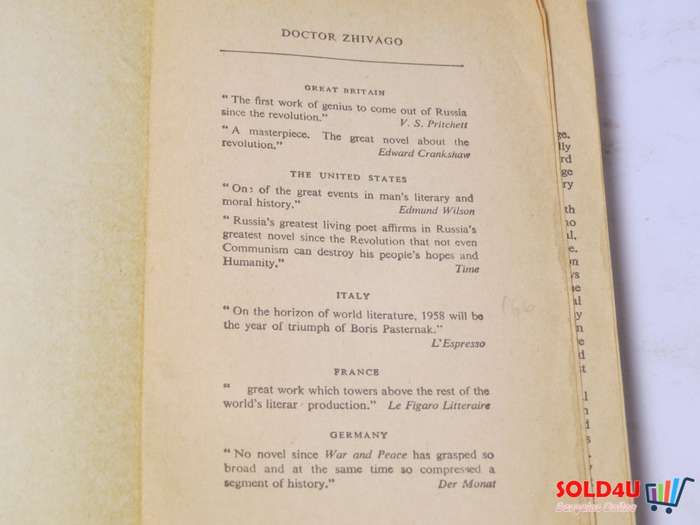 DOCTOR ZHIVAGO
GREAT BRITAIN
"The first work of genius to come out of Russia
since the revolution." V. S. Pritchett
"A masterpiece. The great novel about the
revolution." Edward Crankshaw
THE UNITED STATES
"On: of the great events in man's literary and
moral history." Edmund Wilson
"Russia's greatest living poet affirms in Russia's
greatest novel since the Revolution that not even
Communism can destroy his people's hopes and
Humanity." Time
ITALY
"On the horizon of world literature, 1958 will be
the year of triumph of Boris Pasternak."
L'Espresso
FRANCE
" great work which towers above the rest of the
world's literar production." Le Figaro Litteraire
GERMANY
"No novel since War and Peace has grasped so
broad and at the same time so compressed a
segment of history." Der Monat
SOLD4U